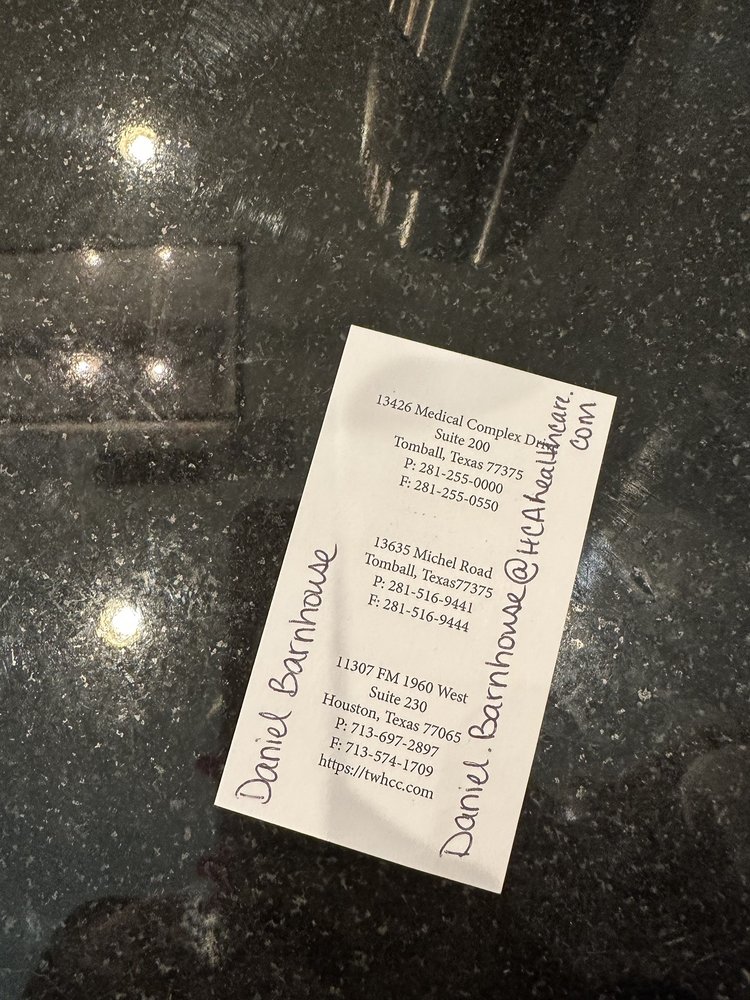 13426 Medical Complex Dr.
Suite 200
Tomball, Texas 77375
P: 281-255-0000
F: 281-255-0550
13635 Michel Road
Tomball, Texas77375
P: 281-516-9441
F: 281-516-9444
11307 FM 1960 West
Suite 230
Houston, Texas 77065
P: 713-697-2897
F: 713-574-1709
https://twhcc.com
Daniel Barnhouse
Daniel.Barnhouse@HCAhealthcare.
com